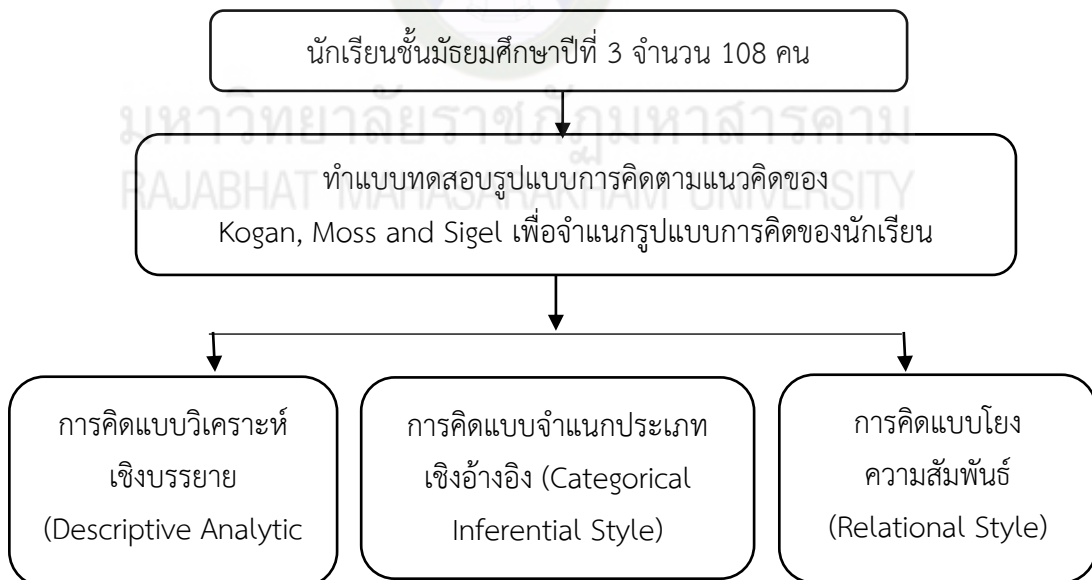 นักเรียนชั้นมัธยมศึกษาปีที่ 3 จำนวน 108 คน
มหาวิทยาลัยราชภัฏมหาสารคาม
RAJABHAT MAHASARAKHAM UNIVERSITY
ทำแบบทดสอบรูปแบบการคิดตามแนวคิดของ
Kogan, Moss and Sigel เพื่อจำแนกรูปแบบการคิดของนักเรียน
การคิดแบบวิเคราะห์
เชิงบรรยาย
(Descriptive Analytic
การคิดแบบจำแนกประเภท
เชิงอ้างอิง (Categorical
Inferential Style)
การคิดแบบโยง
ความสัมพันธ์
(Relational Style)